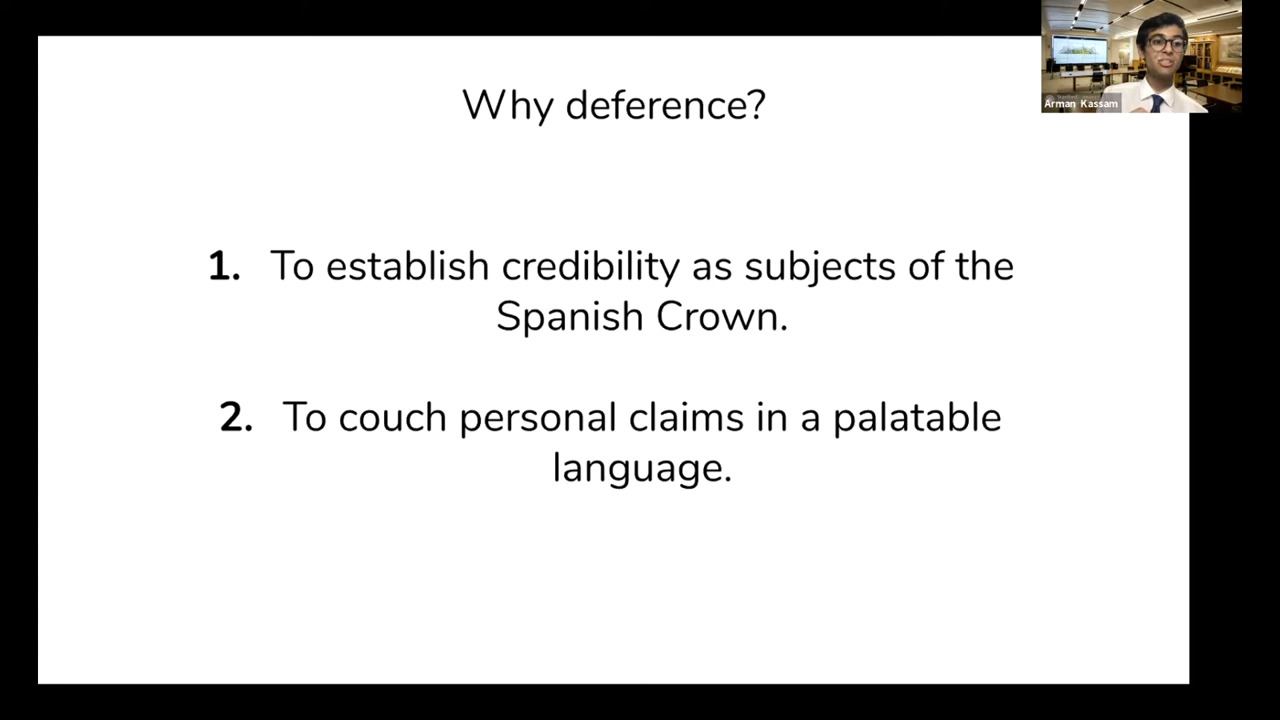 Why deference?
1. To establish credibility as subjects of the
Spanish Crown.
2. To couch personal claims in a palatable
language.
Arman Kassam